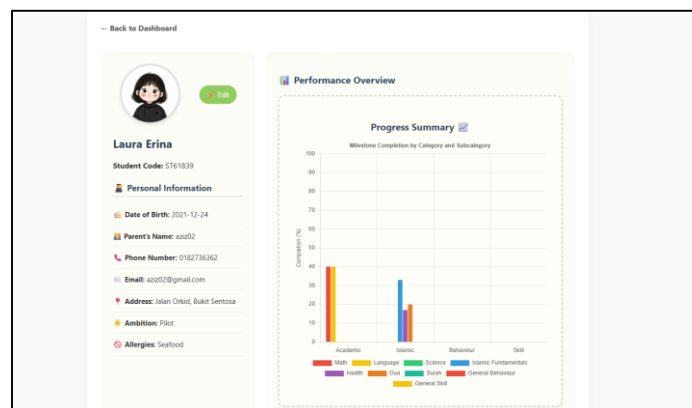 ← Back to Dashboard
Edit
Laura Erina
Student Code: ST61839
Personal Information
Date of Birth: 2021-12-24
Parent's Name: aziz02
Phone Number: 0182736362
Email: aziz02@gmail.com
Address: Jalan Orkid, Bukit Sentosa
Ambition: Pilot
Allergies: Seafood
Performance Overview
Progress Summary
Milestone Completion by Category and Subcategory
Completion (%)
100
90
80
70
60
50
40
30
20
10
0
Academic Islamic Behaviour Skill
Math Language Science Islamic Fundamentals
Hadith Dua Surah General Behaviour
General Skill